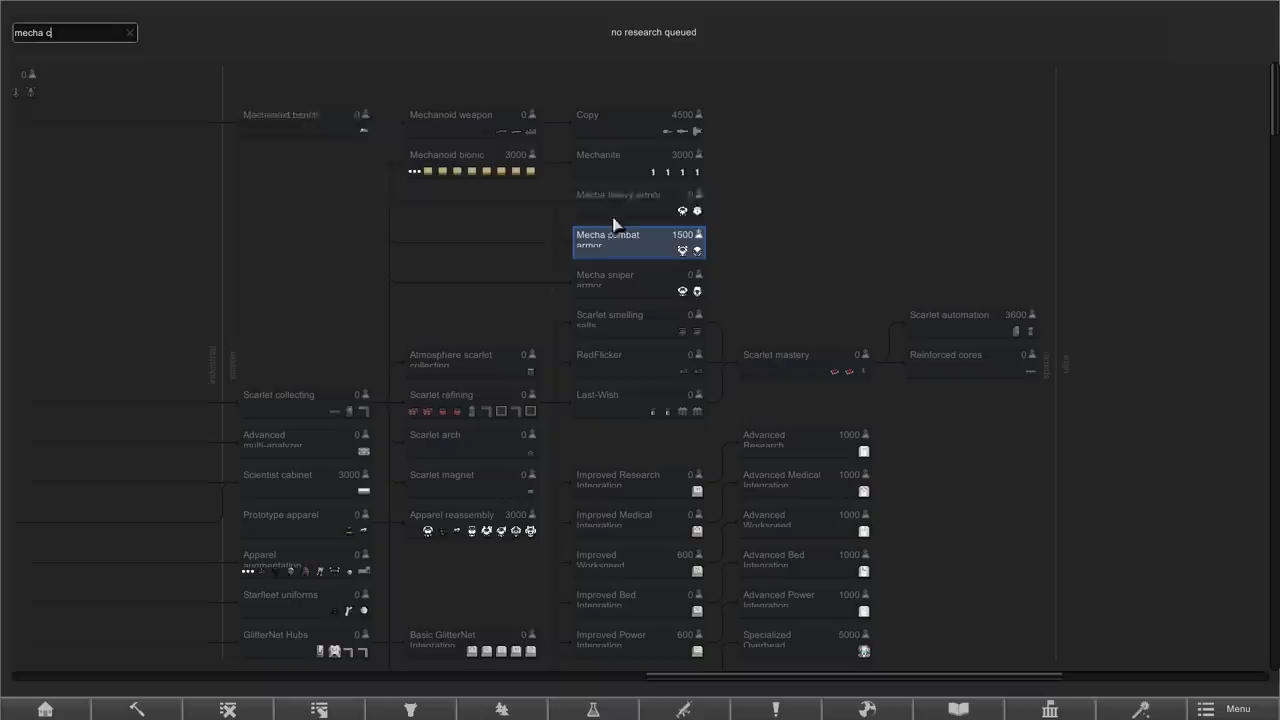 mecha c
no research queued
0
Mechanoid weapon 0
Copy 4500
Mechanoid bionic 3000
Mechanite 3000
Mecha heavy armor 0
Mecha combat 1500
armor
Mecha sniper 0
armor
Scarlet smelling 0
salts
Scarlet automation 3600
Atmosphere scarlet 0
collecting
RedFlicker 0
Scarlet mastery 0
Reinforced cores 0
Scarlet collecting 0
Scarlet refining 0
Last-Wish 0
Advanced 0
multi-analyzer
Scarlet arch 0
Advanced 1000
Research
Scientist cabinet 3000
Scarlet magnet 0
Improved Research 0
Integration
Advanced Medical 1000
Integration
Prototype apparel 0
Apparel reassembly 3000
Improved Medical 0
Integration
Advanced 1000
Workspeed
Apparel 0
augmentation
Improved 600
Workspeed
Advanced Bed 1000
Integration
Starfleet uniforms 0
Improved Bed 0
Integration
Advanced Power 1000
Integration
GlitterNet Hubs 0
Basic GlitterNet 0
Integration
Improved Power 600
Integration
Specialized 5000
Overhead
Menu